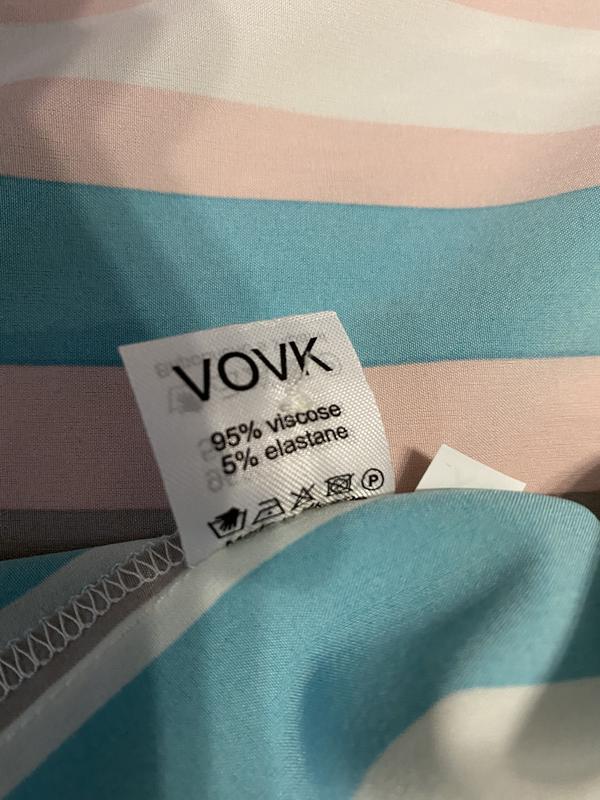 VOVK
95% viscose
5% elastane
P